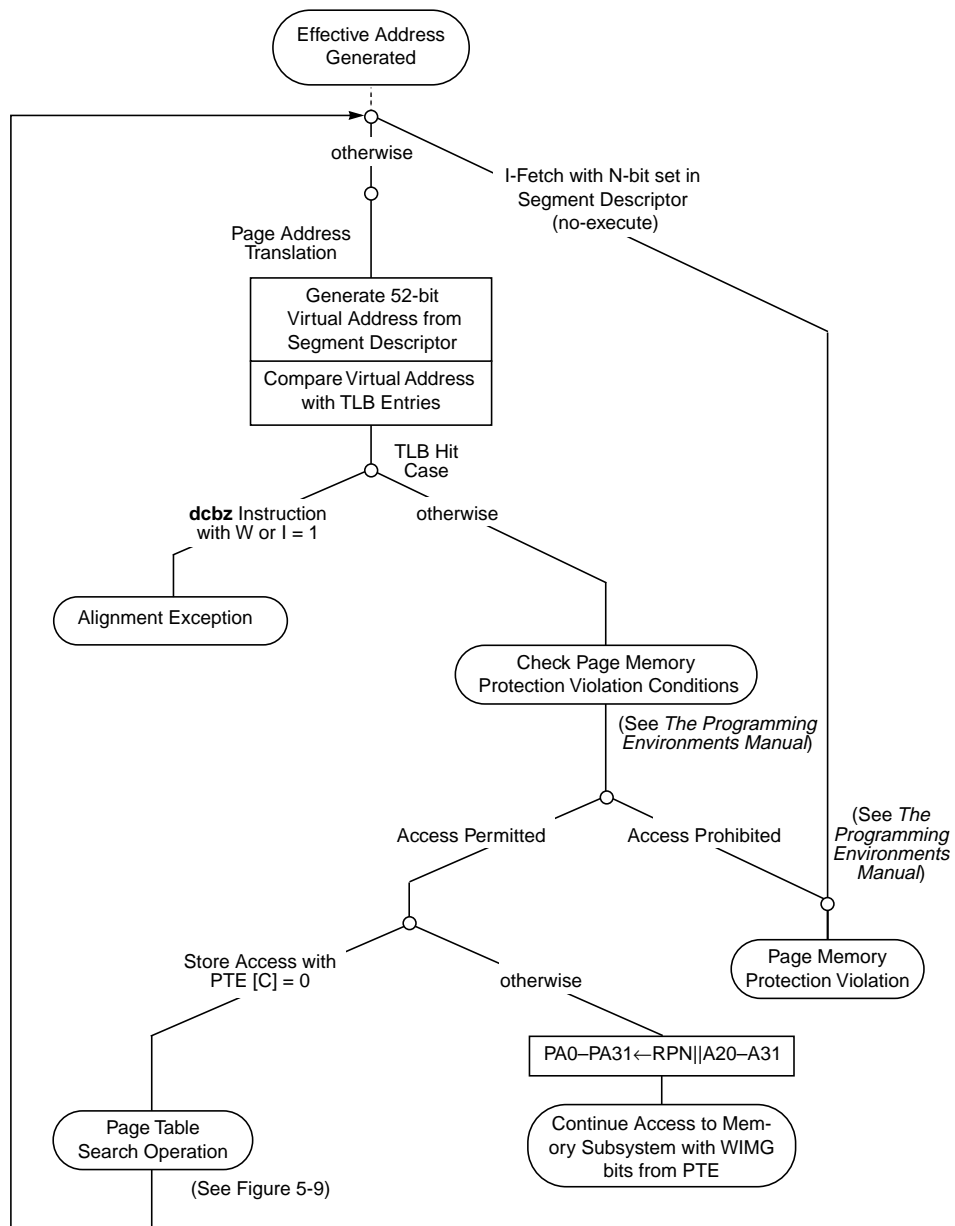 Effective Address
Generated
otherwise
I-Fetch with N-bit set in
Segment Descriptor
(no-execute)
Page Address
Translation
Generate 52-bit
Virtual Address from
Segment Descriptor
Compare Virtual Address
with TLB Entries
TLB Hit
Case
dcbz Instruction
with W or I = 1
otherwise
Alignment Exception
Check Page Memory
Protection Violation Conditions
(See The Programming
Environments Manual)
Access Permitted
Access Prohibited
(See The
Programming
Environments
Manual)
Store Access with
PTE [C] = 0
otherwise
Page Memory
Protection Violation
PA0–PA31←RPN||A20–A31
Page Table
Search Operation
Continue Access to Mem-
ory Subsystem with WIMG
bits from PTE
(See Figure 5-9)